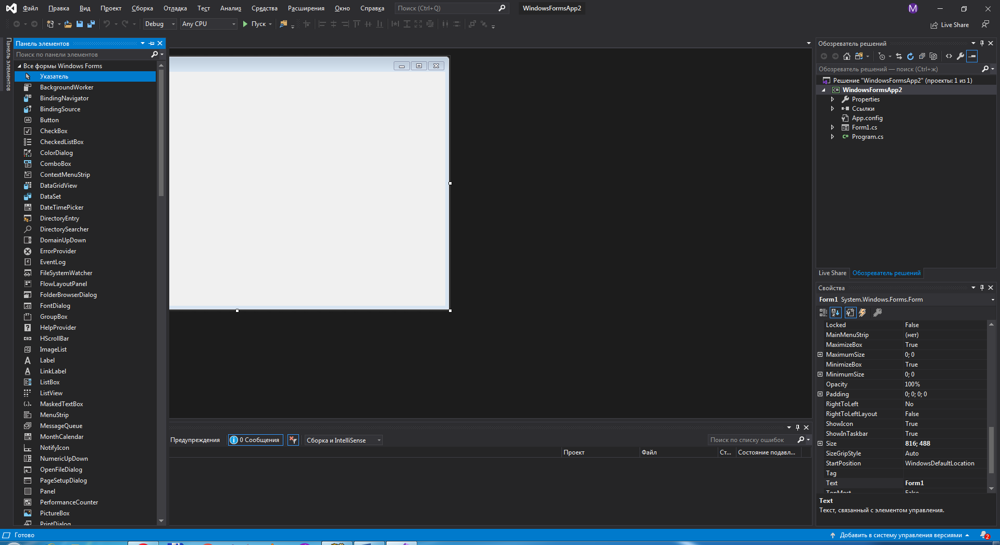 Файл Правка Вид Проект Сборка Отладка Тест Анализ Средства Расширения Окно Справка Поиск (Ctrl+Q) WindowsFormsApp2 M
Debug Any CPU Пуск Live Share
Панель элементов
Панель элементов
Поиск по панели элементов
Все формы Windows Forms
Указатель
BackgroundWorker
BindingNavigator
BindingSource
Button
CheckBox
CheckedListBox
ColorDialog
ComboBox
ContextMenuStrip
DataGridView
DataSet
DateTimePicker
DirectoryEntry
DirectorySearcher
DomainUpDown
ErrorProvider
EventLog
FileSystemWatcher
FlowLayoutPanel
FolderBrowserDialog
FontDialog
GroupBox
HelpProvider
HScrollBar
ImageList
Label
LinkLabel
ListBox
ListView
MaskedTextBox
MenuStrip
MessageQueue
MonthCalendar
NotifyIcon
NumericUpDown
OpenFileDialog
PageSetupDialog
Panel
PerformanceCounter
PictureBox
PrintDialog
Предупреждения 0 Сообщения Сборка и IntelliSense Поиск по списку ошибок
Проект Файл Ст... Состояние подавл...
Обозреватель решений
Обозреватель решений — поиск (Ctrl+ж)
Решение "WindowsFormsApp2" (проекты: 1 из 1)
C# WindowsFormsApp2
Properties
Ссылки
App.config
Form1.cs
C# Program.cs
Live Share Обозреватель решений
Свойства
Form1 System.Windows.Forms.Form
Locked False
MainMenuStrip (нет)
MaximizeBox True
MaximumSize 0; 0
MinimizeBox True
MinimumSize 0; 0
Opacity 100%
Padding 0; 0; 0; 0
RightToLeft No
RightToLeftLayout False
ShowIcon True
ShowInTaskbar True
Size 816; 488
SizeGripStyle Auto
StartPosition WindowsDefaultLocation
Tag
Text Form1
TopMost False
Text
Текст, связанный с элементом управления.
Готово Добавить в систему управления версиями 2